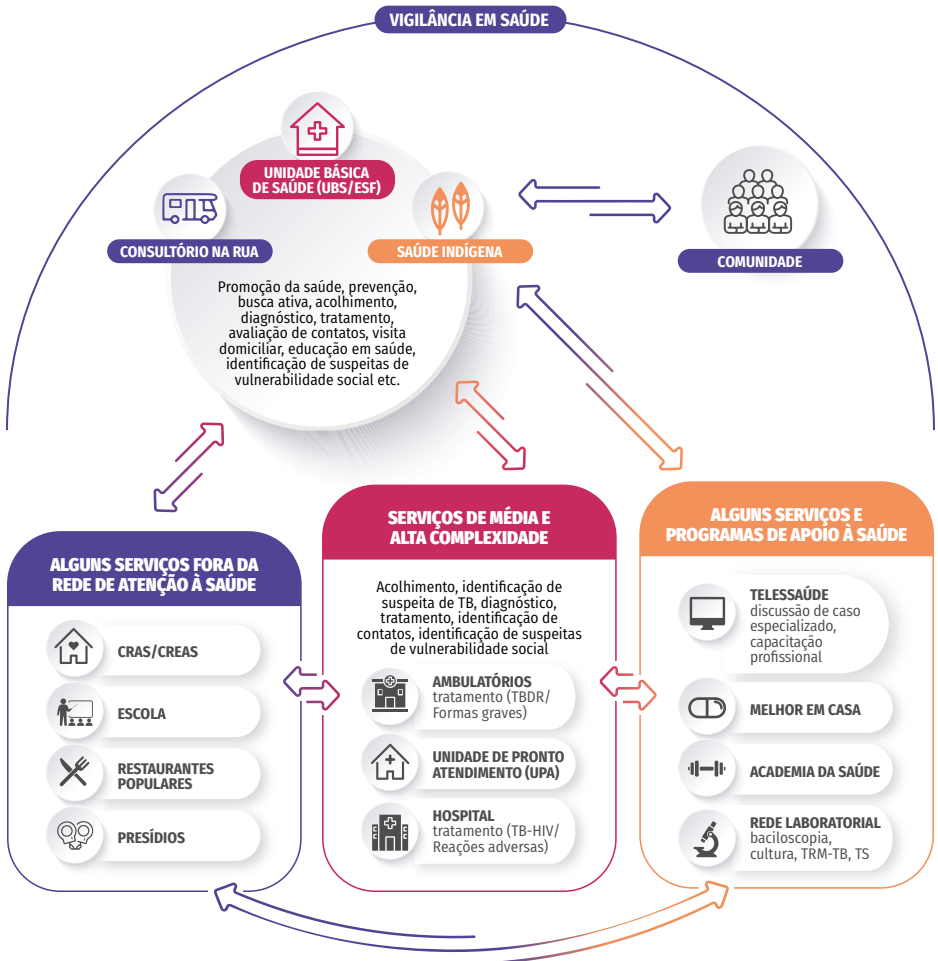 VIGILÂNCIA EM SAÚDE
UNIDADE BÁSICA
DE SAÚDE (UBS/ESF)
CONSULTÓRIO NA RUA
SAÚDE INDÍGENA
COMUNIDADE
Promoção da saúde, prevenção,
busca ativa, acolhimento,
diagnóstico, tratamento,
avaliação de contatos, visita
domiciliar, educação em saúde,
identificação de suspeitas de
vulnerabilidade social etc.
ALGUNS SERVIÇOS FORA DA
REDE DE ATENÇÃO À SAÚDE
CRAS/CREAS
ESCOLA
RESTAURANTES
POPULARES
PRESÍDIOS
SERVIÇOS DE MÉDIA E
ALTA COMPLEXIDADE
Acolhimento, identificação de
suspeita de TB, diagnóstico,
tratamento, identificação de
contatos, identificação de suspeitas
de vulnerabilidade social
AMBULATÓRIOS
tratamento (TBDR/
Formas graves)
UNIDADE DE PRONTO
ATENDIMENTO (UPA)
HOSPITAL
tratamento (TB-HIV/
Reações adversas)
ALGUNS SERVIÇOS E
PROGRAMAS DE APOIO À SAÚDE
TELESSAÚDE
discussão de caso
especializado,
capacitação
profissional
MELHOR EM CASA
ACADEMIA DA SAÚDE
REDE LABORATORIAL
baciloscopia,
cultura, TRM-TB, TS